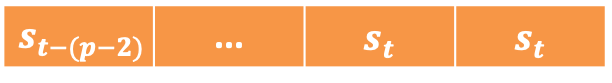 s_{t-(p-2)} ... s_t s_t